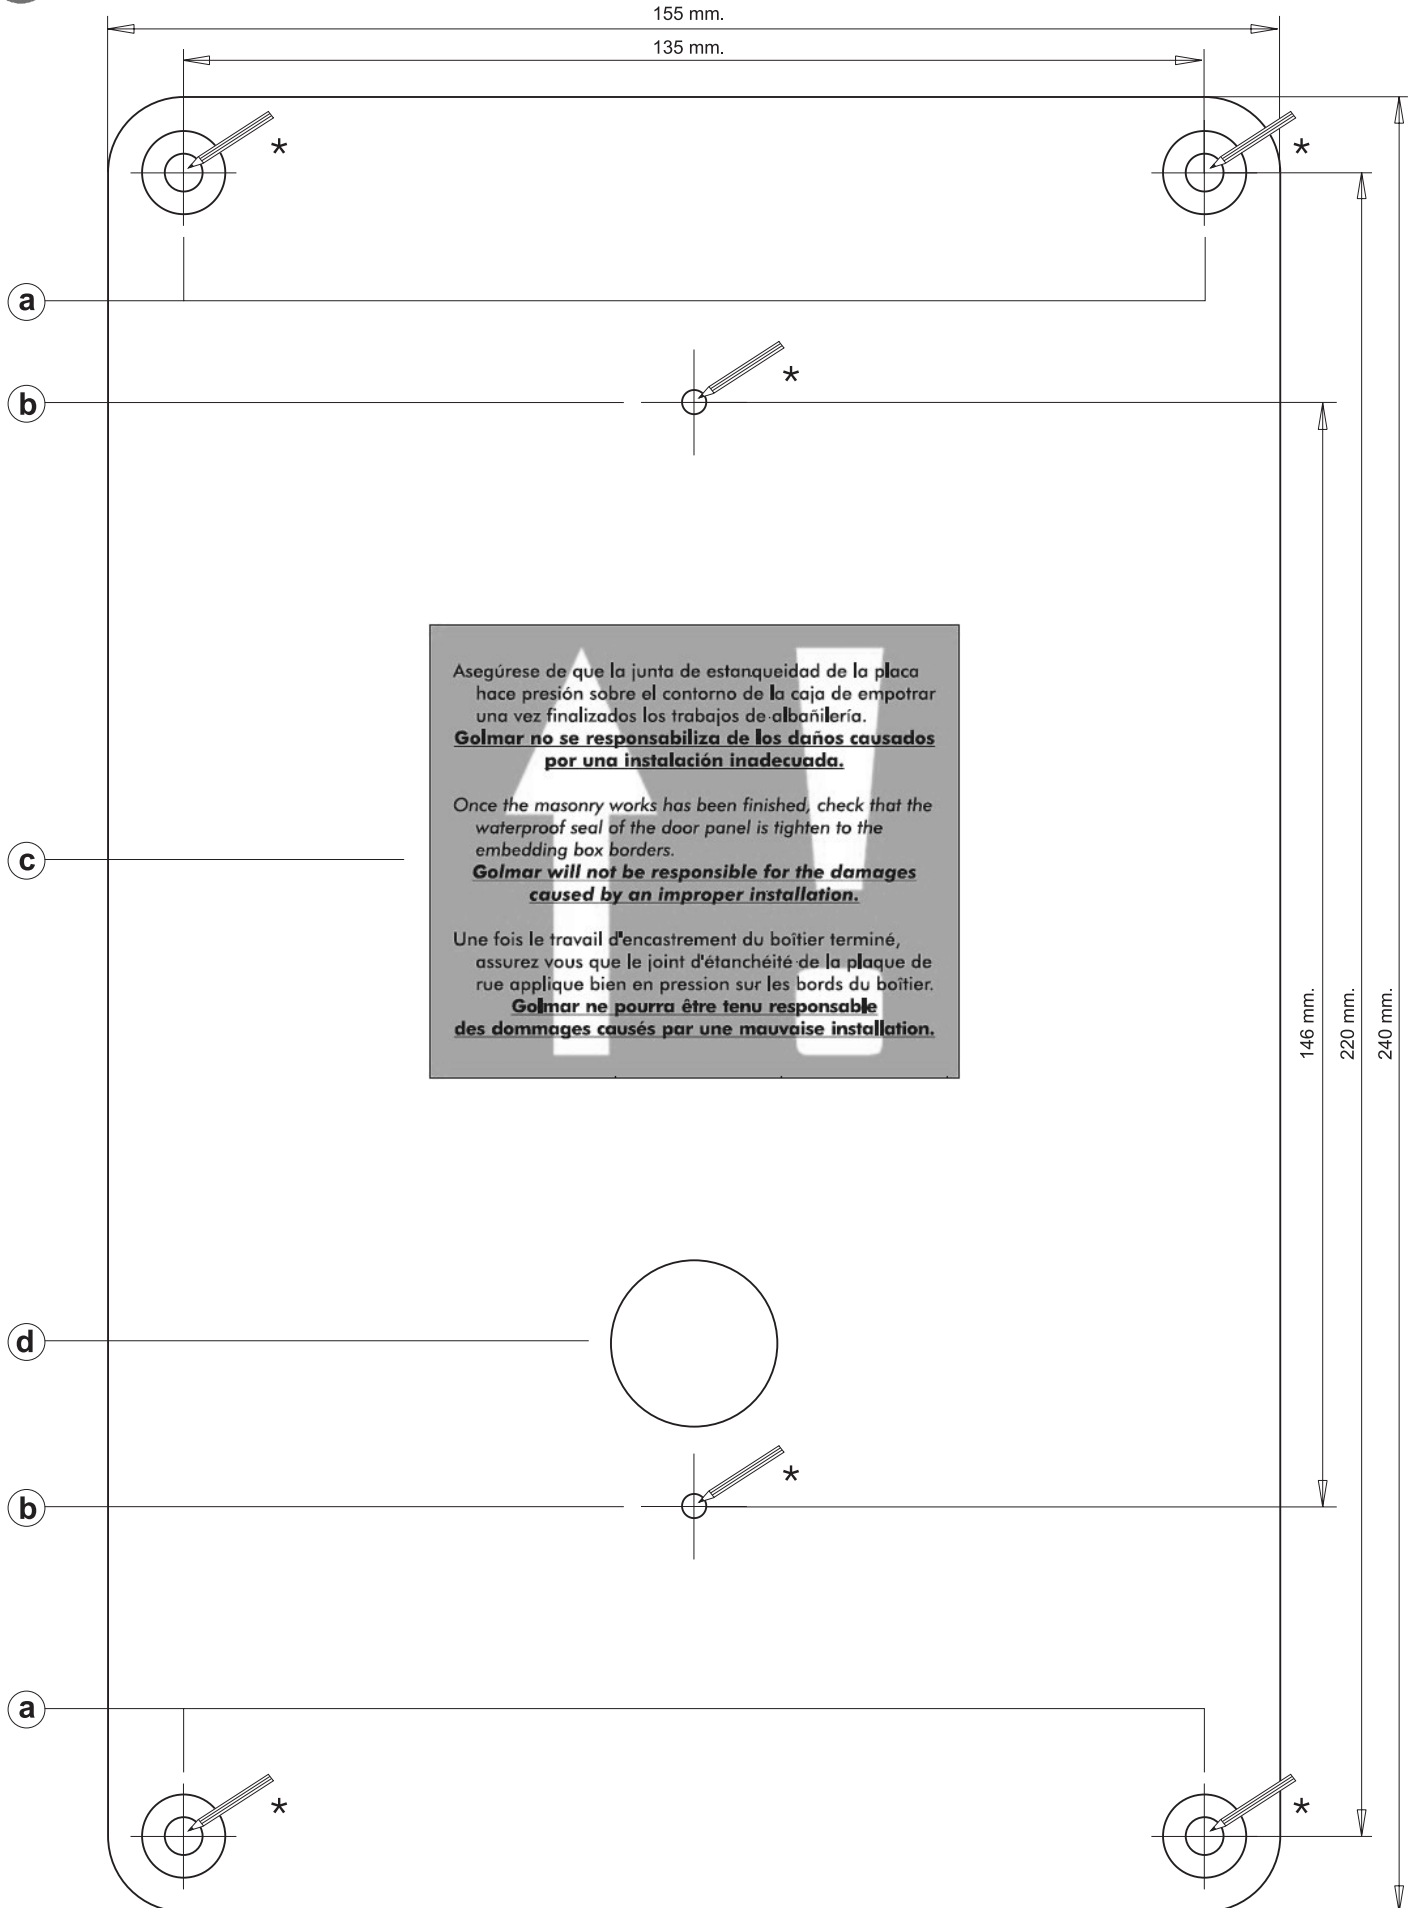 155 mm.
135 mm.
*
*
a
b
*
Asegúrese de que la junta de estanqueidad de la placa
hace presión sobre el contorno de la caja de empotrar
una vez finalizados los trabajos de albañilería.
Golmar no se responsabiliza de los daños causados
por una instalación inadecuada.
Once the masonry works has been finished, check that the
waterproof seal of the door panel is tighten to the
embedding box borders.
Golmar will not be responsible for the damages
caused by an improper installation.
Une fois le travail d'encastrement du boîtier terminé,
assurez vous que le joint d'étanchéité de la plaque de
rue applique bien en pression sur les bords du boîtier.
Golmar ne pourra être tenu responsable
des dommages causés par une mauvaise installation.
c
146 mm.
220 mm.
240 mm.
d
b
*
a
*
*